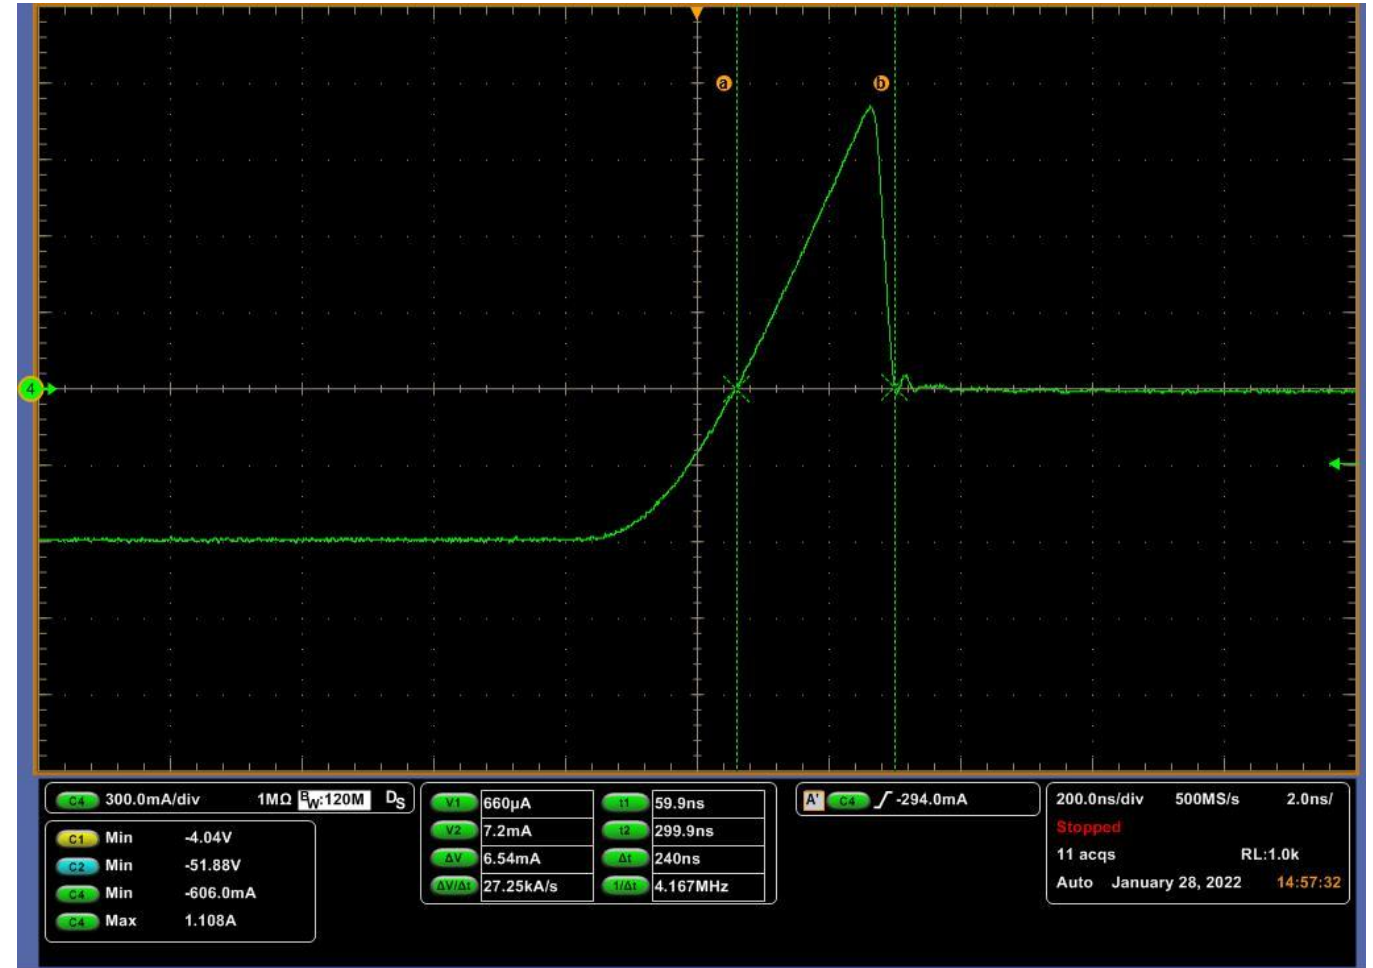 a b
4
C4 300.0mA/div 1MΩ BW:120M DS
C1 Min -4.04V
C2 Min -51.88V
C4 Min -606.0mA
C4 Max 1.108A
V1 660µA t1 59.9ns
V2 7.2mA t2 299.9ns
ΔV 6.54mA Δt 240ns
ΔV/Δt 27.25kA/s 1/Δt 4.167MHz
A' C4 -294.0mA
200.0ns/div 500MS/s 2.0ns/
Stopped
11 acqs RL:1.0k
Auto January 28, 2022 14:57:32